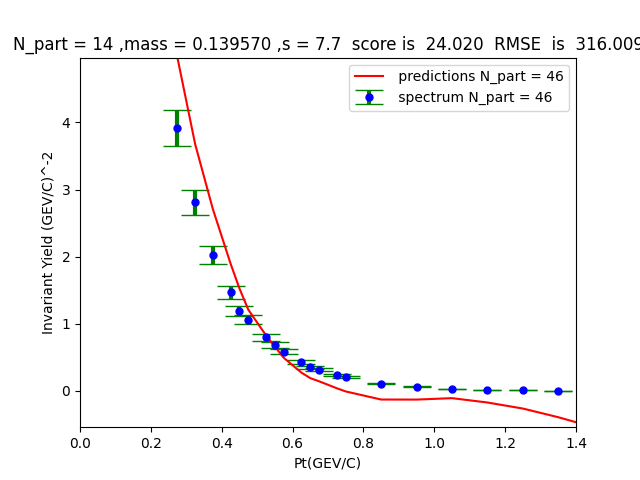 N_part = 14 ,mass = 0.139570 ,s = 7.7  score is  24.020  RMSE  is  316.009
predictions N_part = 46
spectrum N_part = 46
Invariant Yield (GEV/C)^-2
4
3
2
1
0
0.0 0.2 0.4 0.6 0.8 1.0 1.2 1.4
Pt(GEV/C)